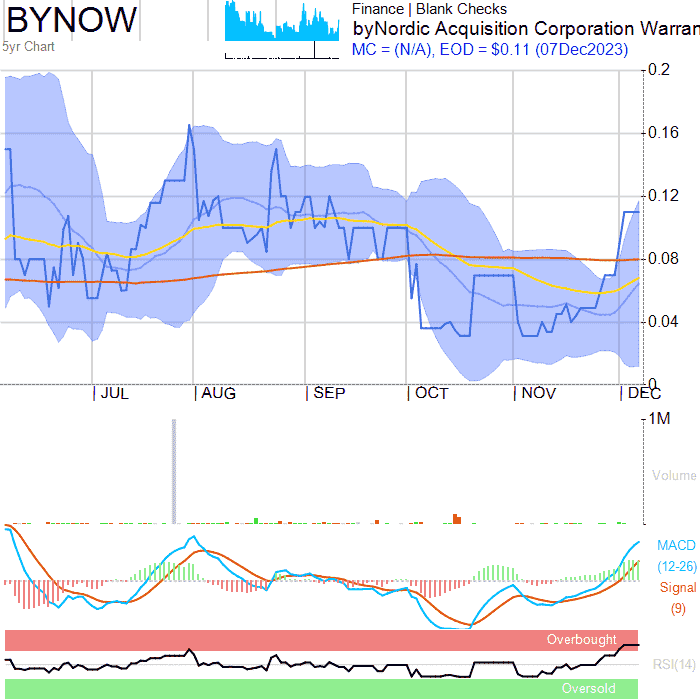 BYNOW
5yr Chart
Finance | Blank Checks
byNordic Acquisition Corporation Warran
MC = (N/A), EOD = $0.11 (07Dec2023)
0.2
0.16
0.12
0.08
0.04
0
JUL
AUG
SEP
OCT
NOV
DEC
1M
Volume
MACD
(12-26)
Signal
(9)
Overbought
RSI(14)
Oversold